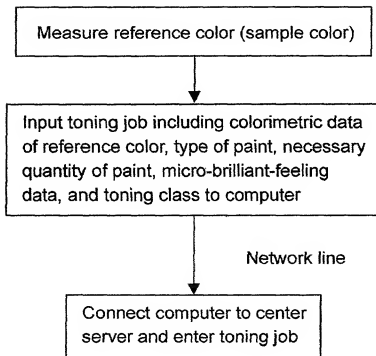 Measure reference color (sample color)
Input toning job including colorimetric data
of reference color, type of paint, necessary
quantity of paint, micro-brilliant-feeling
data, and toning class to computer
Network line
Connect computer to center
server and enter toning job